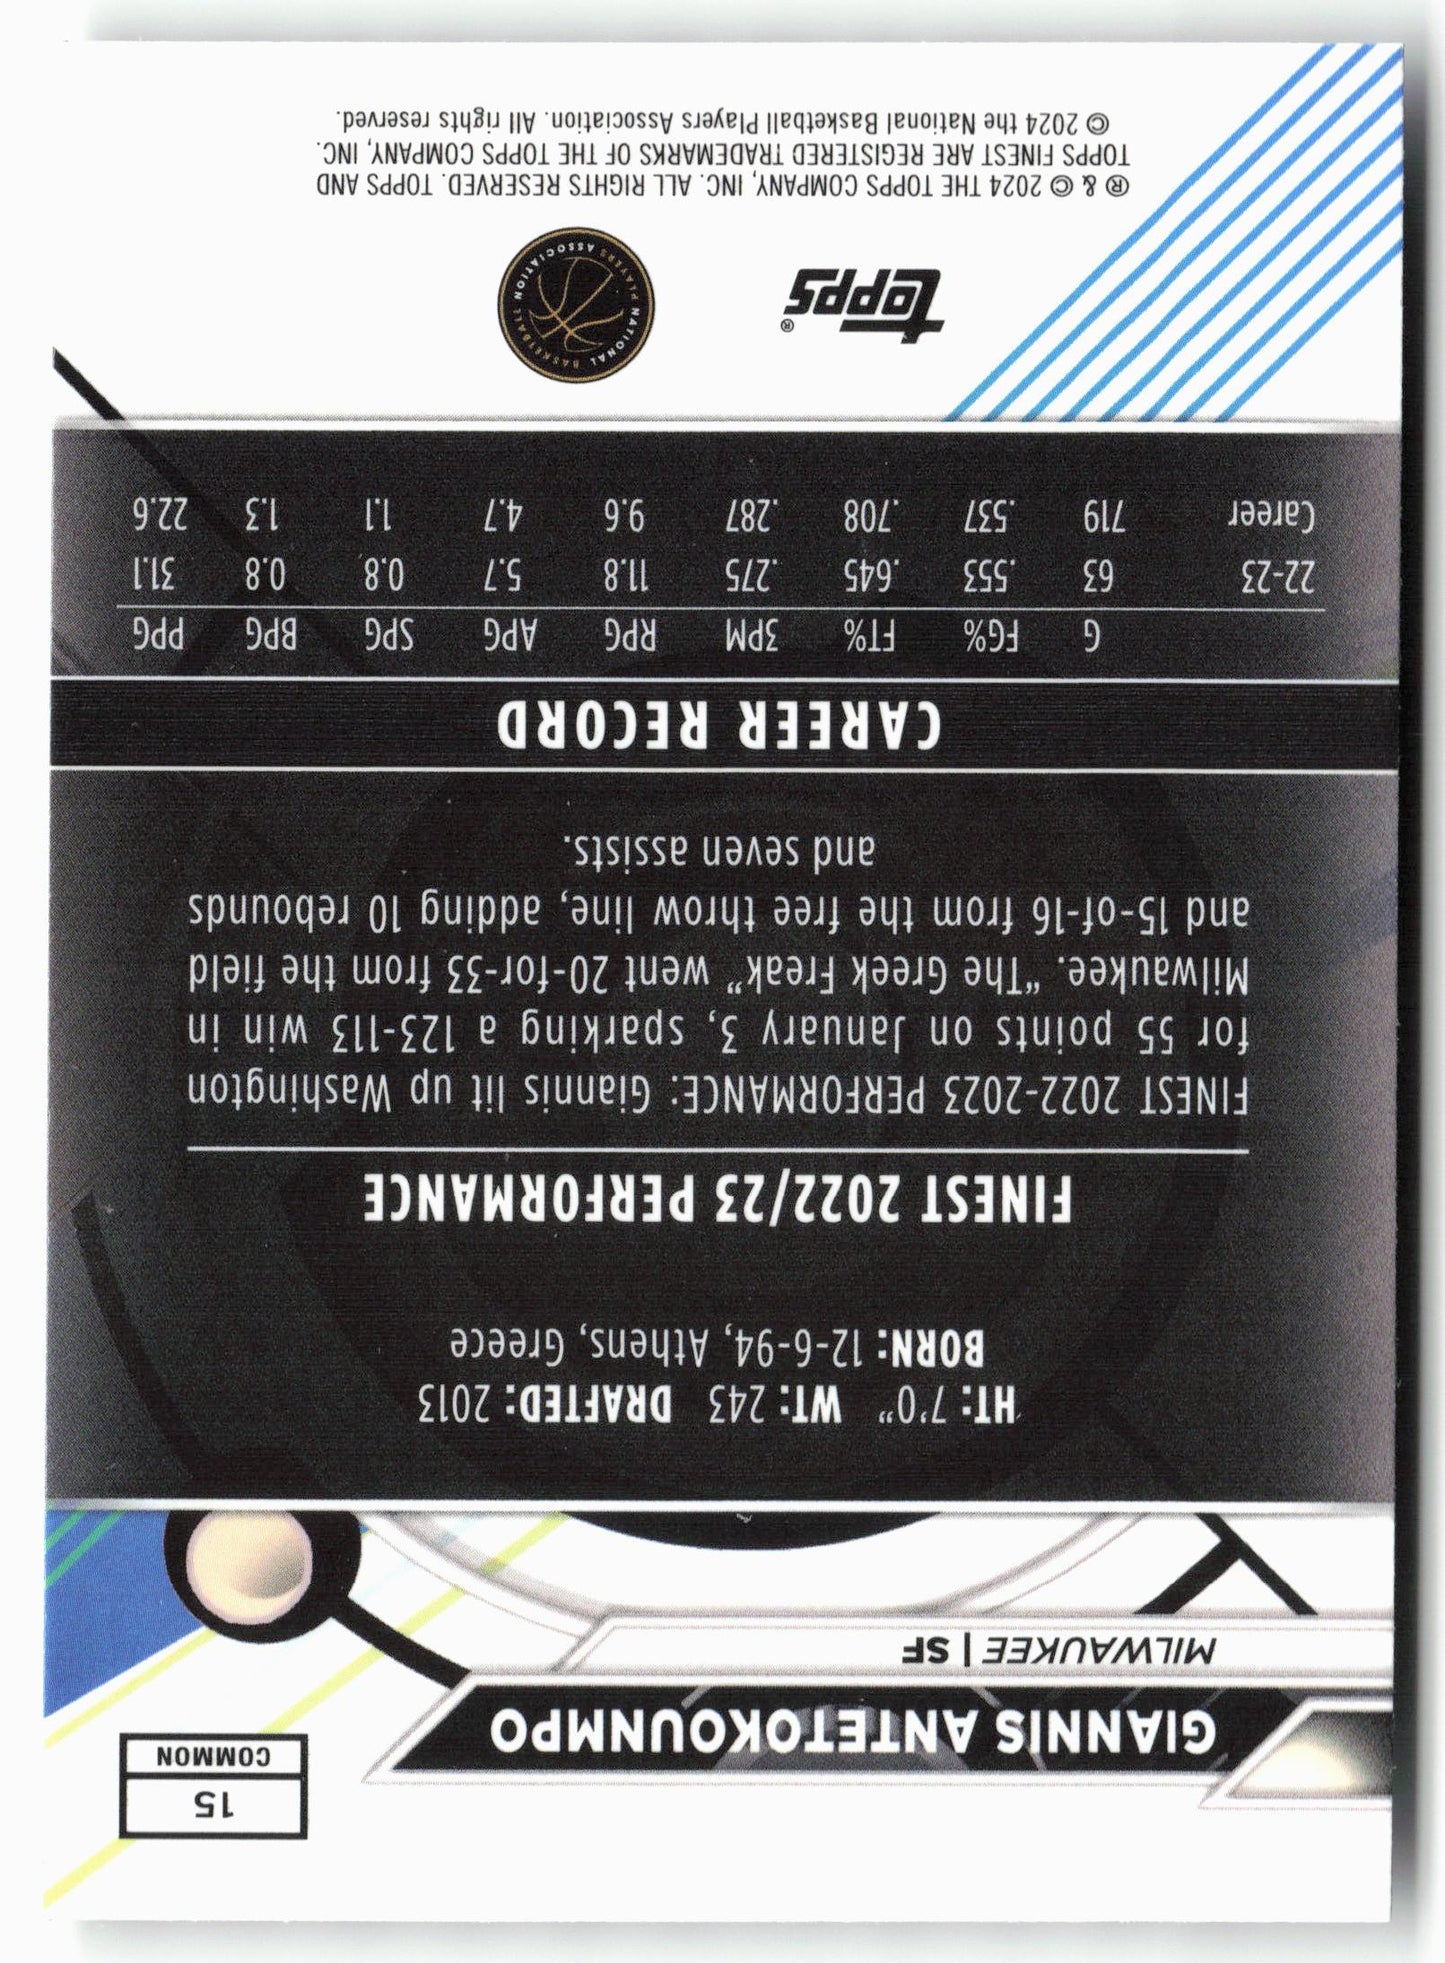 15
COMMON
GIANNIS ANTETOKOUNMPO
MILWAUKEE | SF
HT: 7'0" WT: 243 DRAFTED: 2013
BORN: 12-6-94, Athens, Greece
FINEST 2022/23 PERFORMANCE
FINEST 2022-2023 PERFORMANCE: Giannis lit up Washington
for 55 points on January 3, sparking a 123-113 win in
Milwaukee. “The Greek Freak” went 20-for-33 from the field
and 15-of-16 from the free throw line, adding 10 rebounds
and seven assists.
CAREER RECORD
G FG% FT% 3PM RPG APG SPG BPG PPG
22-23 63 .553 .645 .275 11.8 5.7 0.8 0.8 31.1
Career 719 .537 .708 .287 9.6 4.7 1.1 1.3 22.6
topps®
NATIONAL BASKETBALL
PLAYERS ASSOCIATION
® & © 2024 THE TOPPS COMPANY, INC. ALL RIGHTS RESERVED. TOPPS AND
TOPPS FINEST ARE REGISTERED TRADEMARKS OF THE TOPPS COMPANY, INC.
© 2024 the National Basketball Players Association. All rights reserved.